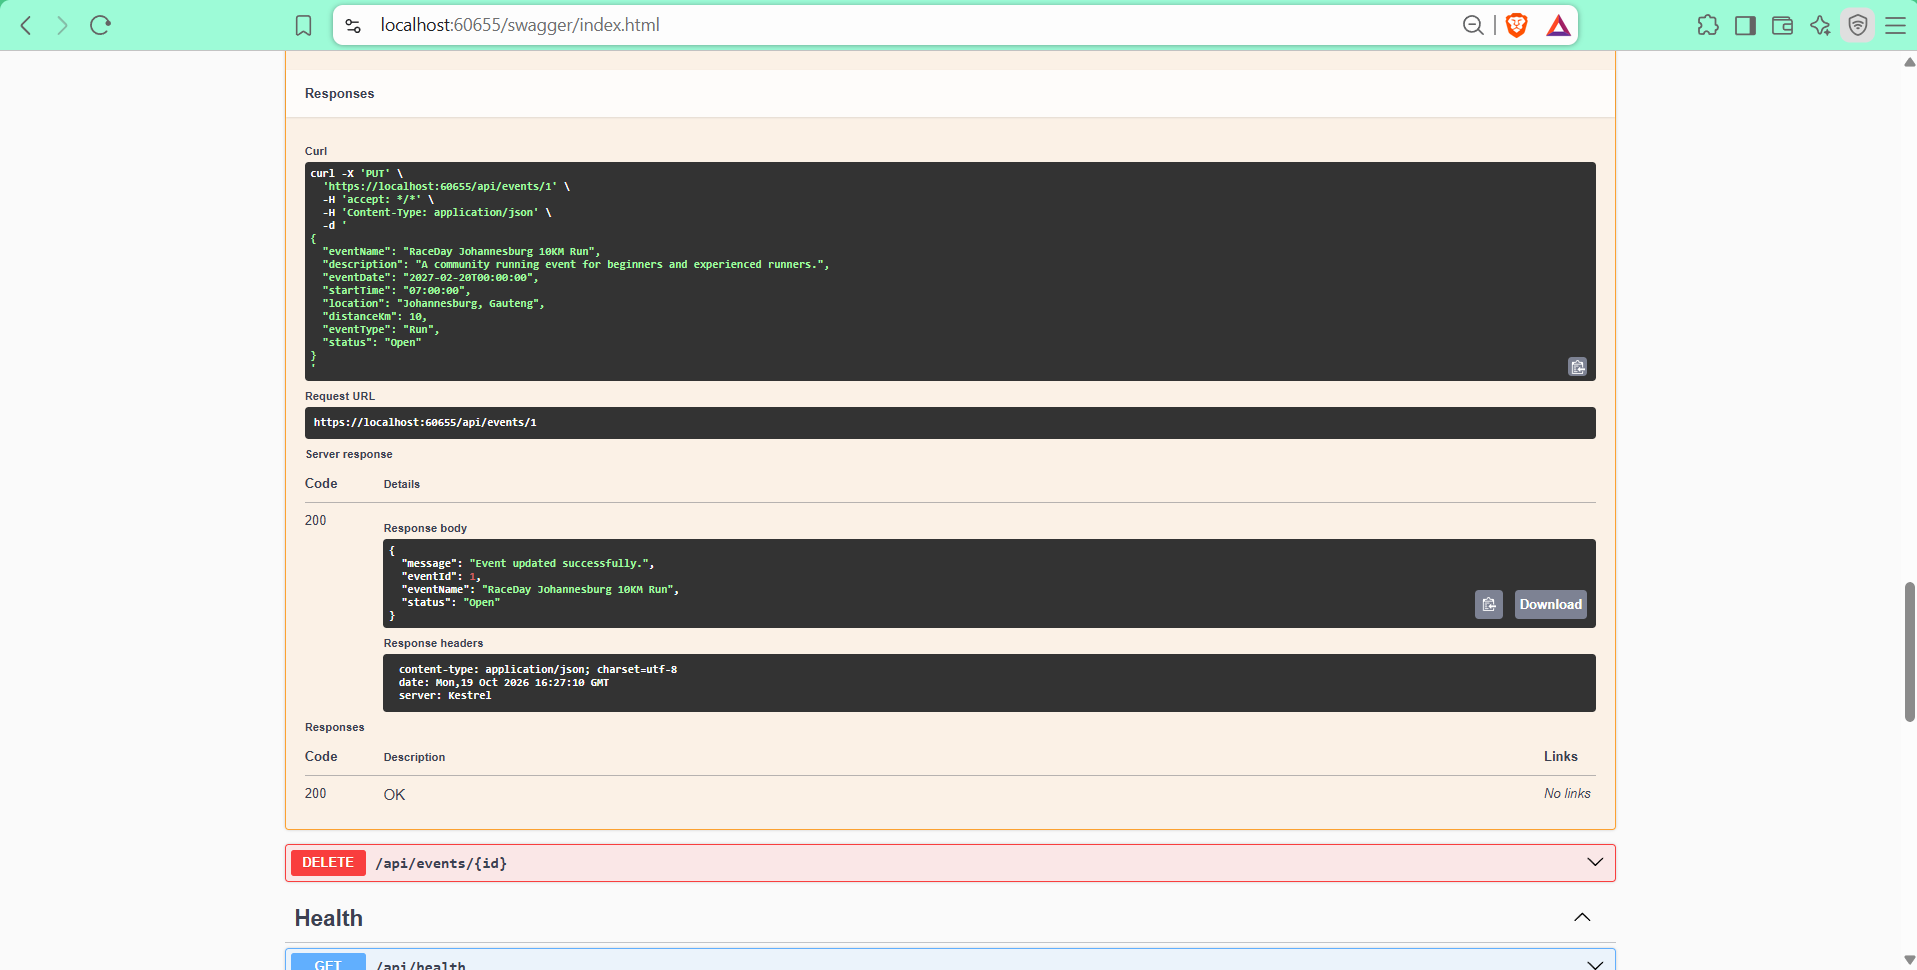 localhost:60655/swagger/index.html
Responses
Curl
curl -X 'PUT' \
  'https://localhost:60655/api/events/1' \
  -H 'accept: */*' \
  -H 'Content-Type: application/json' \
  -d '
{
  "eventName": "RaceDay Johannesburg 10KM Run",
  "description": "A community running event for beginners and experienced runners.",
  "eventDate": "2027-02-20T00:00:00",
  "startTime": "07:00:00",
  "location": "Johannesburg, Gauteng",
  "distanceKm": 10,
  "eventType": "Run",
  "status": "Open"
}
'
Request URL
https://localhost:60655/api/events/1
Server response
Code Details
200
Response body
{
  "message": "Event updated successfully.",
  "eventId": 1,
  "eventName": "RaceDay Johannesburg 10KM Run",
  "status": "Open"
}
Download
Response headers
content-type: application/json; charset=utf-8
date: Mon,19 Oct 2026 16:27:10 GMT
server: Kestrel
Responses
Code Description Links
200 OK No links
DELETE /api/events/{id}
Health
GET /api/health